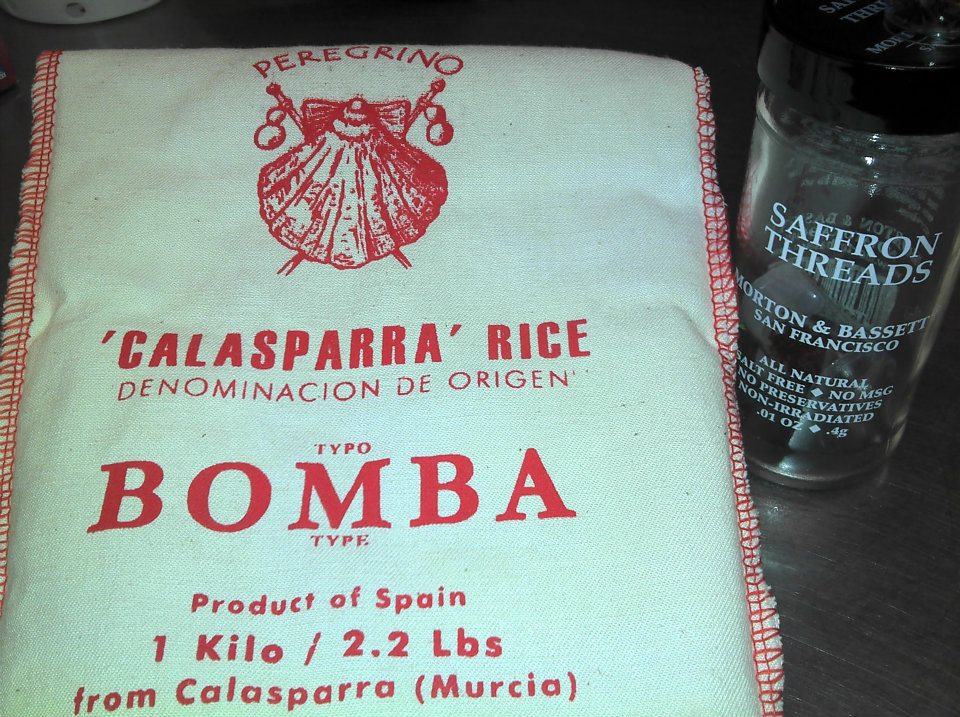 PEREGRINO
'CALASPARRA' RICE
DENOMINACION DE ORIGEN'
TYPO
BOMBA
TYPE
Product of Spain
1 Kilo / 2.2 Lbs
from Calasparra (Murcia)
SAFFRON
THREADS
MORTON & BASSETT
SAN FRANCISCO
ALL NATURAL
SALT FREE ◆ NO MSG
NO PRESERVATIVES
NON-IRRADIATED
.01 OZ ◆ .4g